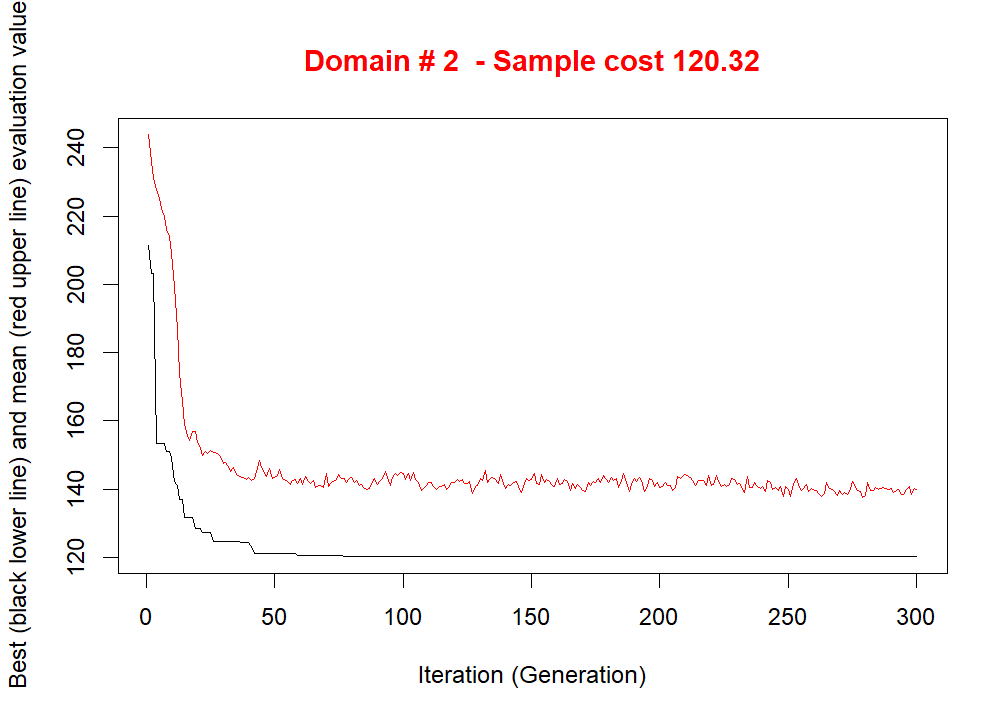 Domain # 2  - Sample cost 120.32
Best (black lower line) and mean (red upper line) evaluation value
240
220
200
180
160
140
120
0 50 100 150 200 250 300
Iteration (Generation)